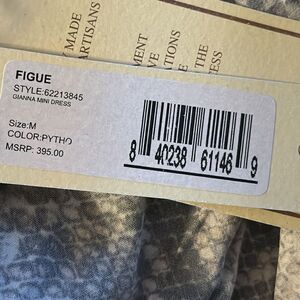 MADE
ARTISANS
MENT
VE
ATIONS
E
THE
ESS
FIGUE
STYLE:62213845
GIANNA MINI DRESS
Size:M
COLOR:PYTHO
MSRP: 395.00
8 40238 61146 9